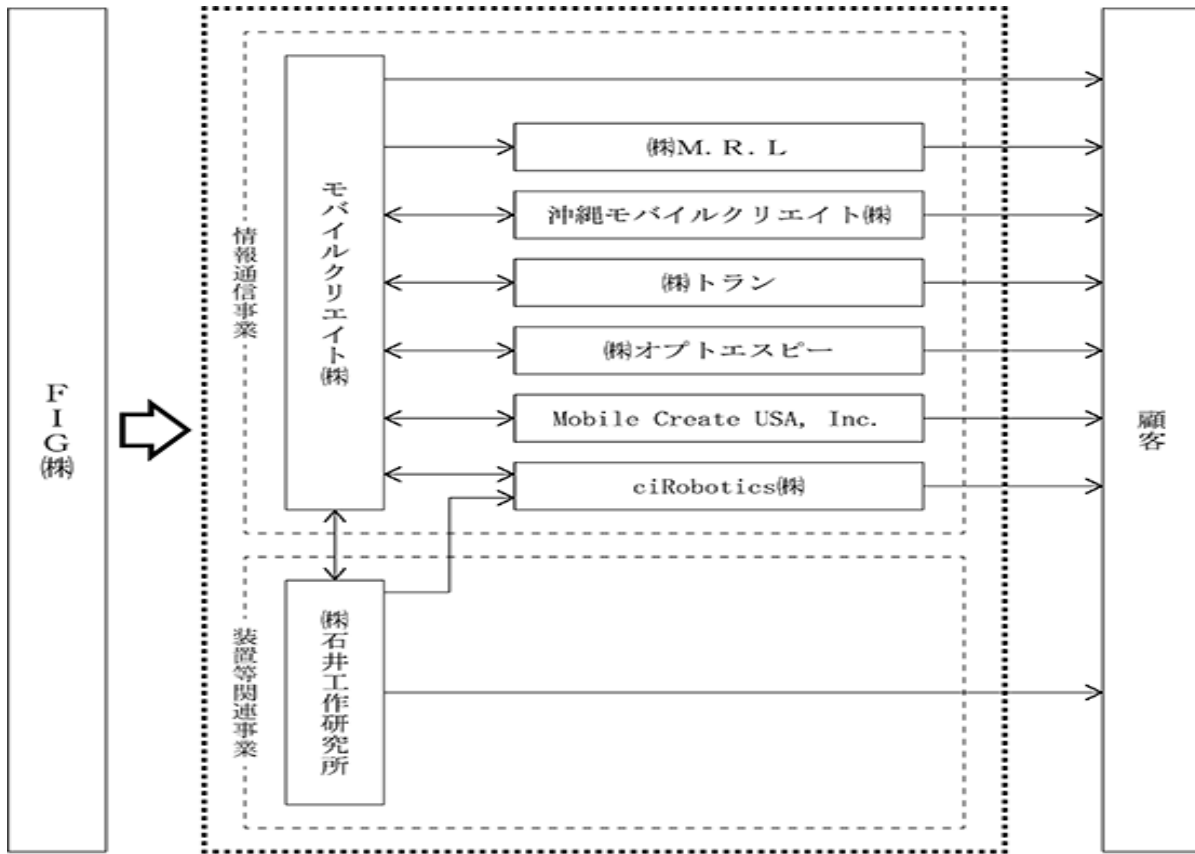 FIG㈱
情報通信事業
モバイルクリエイト㈱
㈱M．R．L
沖縄モバイルクリエイト㈱
㈱トラン
㈱オプトエスピー
Mobile Create USA, Inc.
ciRobotics㈱
装置等関連事業
㈱石井工作研究所
顧客